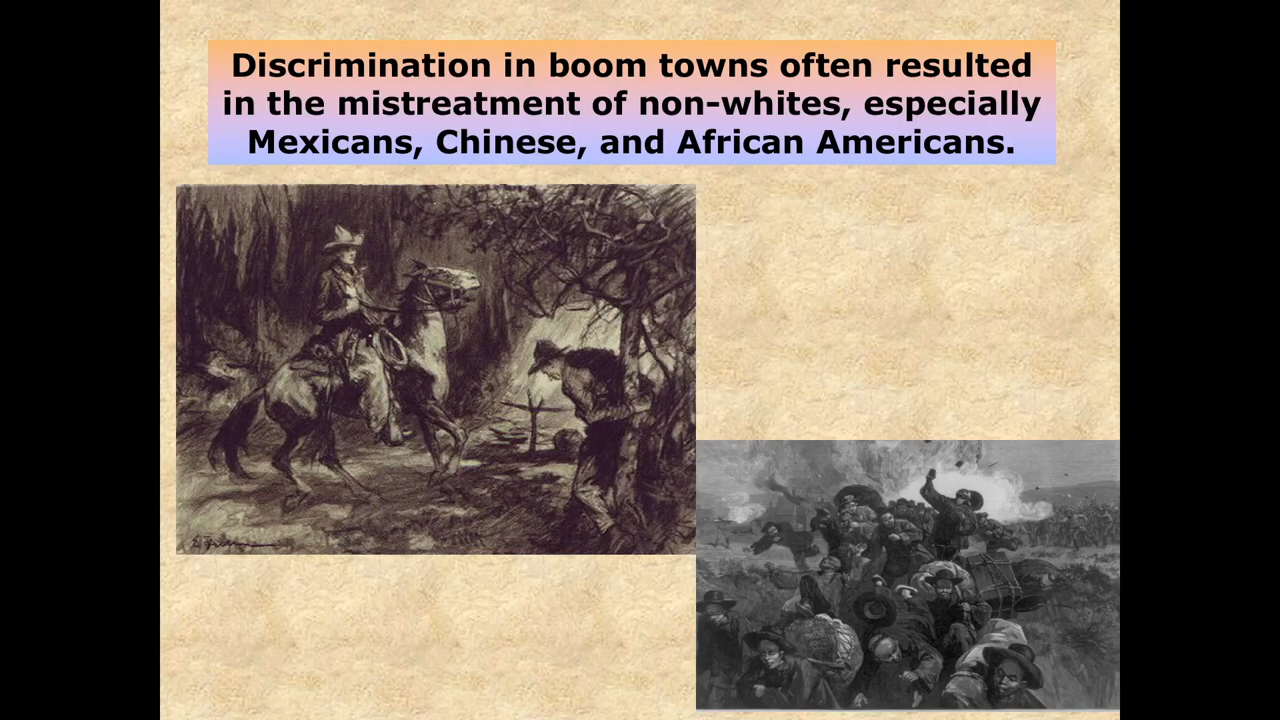 Discrimination in boom towns often resulted
in the mistreatment of non-whites, especially
Mexicans, Chinese, and African Americans.